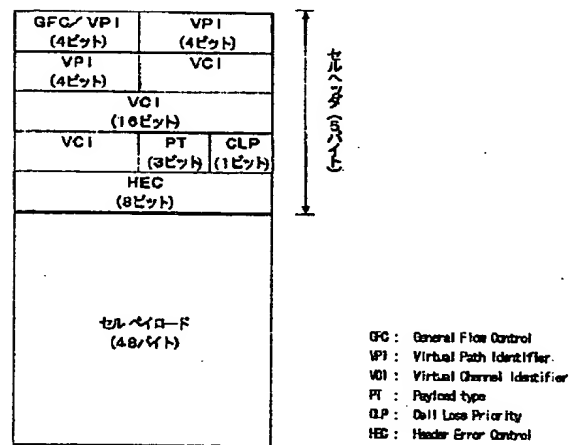 GFC/VPI
(4ビット)
VPI
(4ビット)
VPI
(4ビット)
VCI
VCI
(16ビット)
VCI
PT
(3ビット)
CLP
(1ビット)
HEC
(8ビット)
セルヘッダ(5バイト)
セルペイロード
(48バイト)
GFC : General Flow Control
VPI : Virtual Path Identifier
VCI : Virtual Channel Identifier
PT : Payload type
CLP : Cell Loss Priority
HEC : Header Error Control